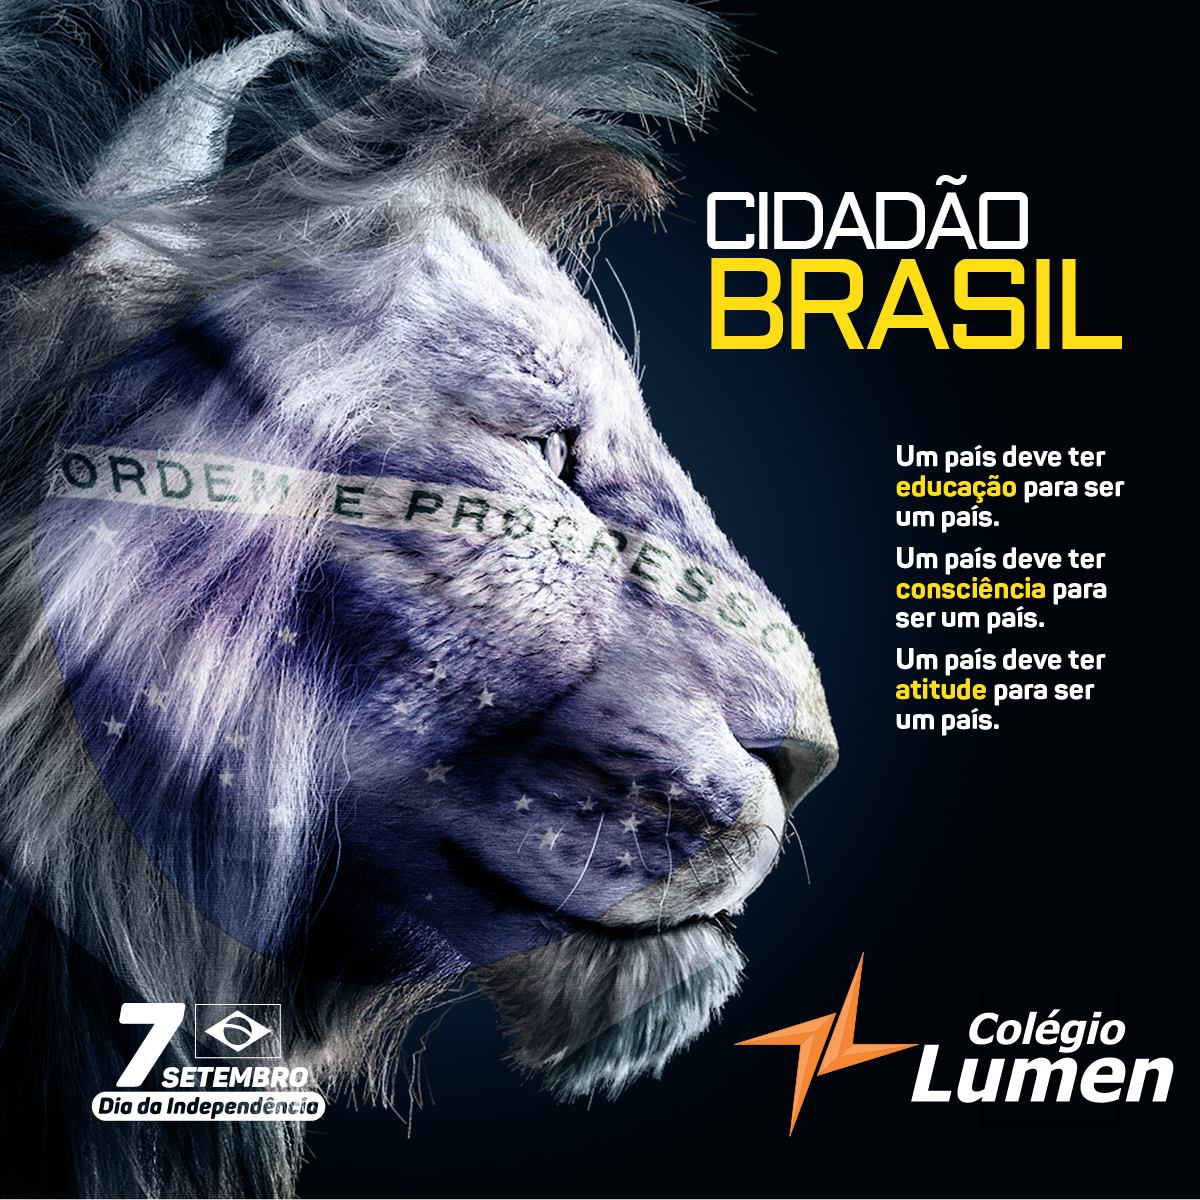 CIDADÃO
BRASIL
Um país deve ter
educação para ser
um país.
Um país deve ter
consciência para
ser um país.
Um país deve ter
atitude para ser
um país.
ORDEM E PROGRESSO
7
SETEMBRO
Dia da Independência
Colégio
Lumen